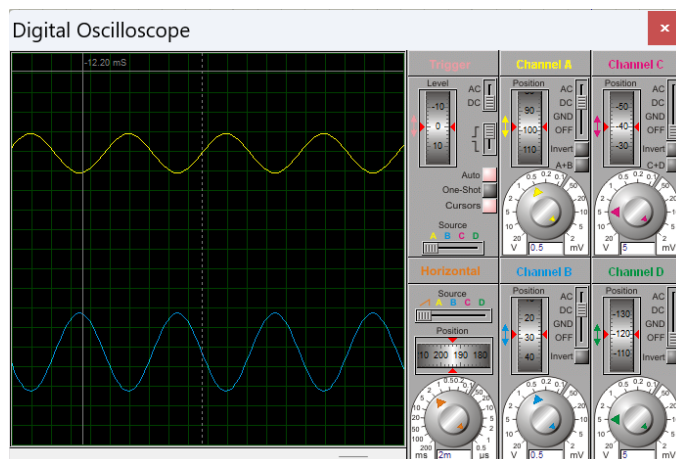 Digital Oscilloscope
-12.20 mS
Trigger
Level
AC
DC
-10
0
10
Auto
One-Shot
Cursors
Source
A B C D
Channel A
Position
AC
DC
GND
OFF
Invert
A+B
90
-100
110
0.5
V
mV
Channel C
Position
AC
DC
GND
OFF
Invert
C+D
-50
-40
-30
5
V
mV
Horizontal
Source
A B C D
Position
10 200 190 180
2m
ms
µs
Channel B
Position
AC
DC
GND
OFF
Invert
20
30
40
0.5
V
mV
Channel D
Position
AC
DC
GND
OFF
Invert
-130
-120
-110
5
V
mV